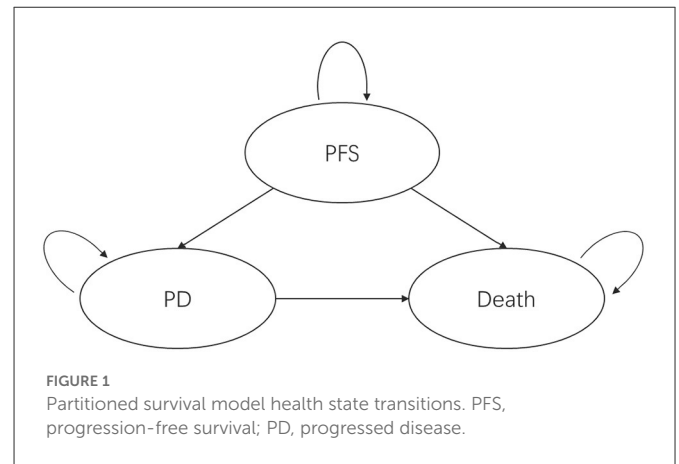 PFS
PD
Death
FIGURE 1
Partitioned survival model health state transitions. PFS,
progression-free survival; PD, progressed disease.